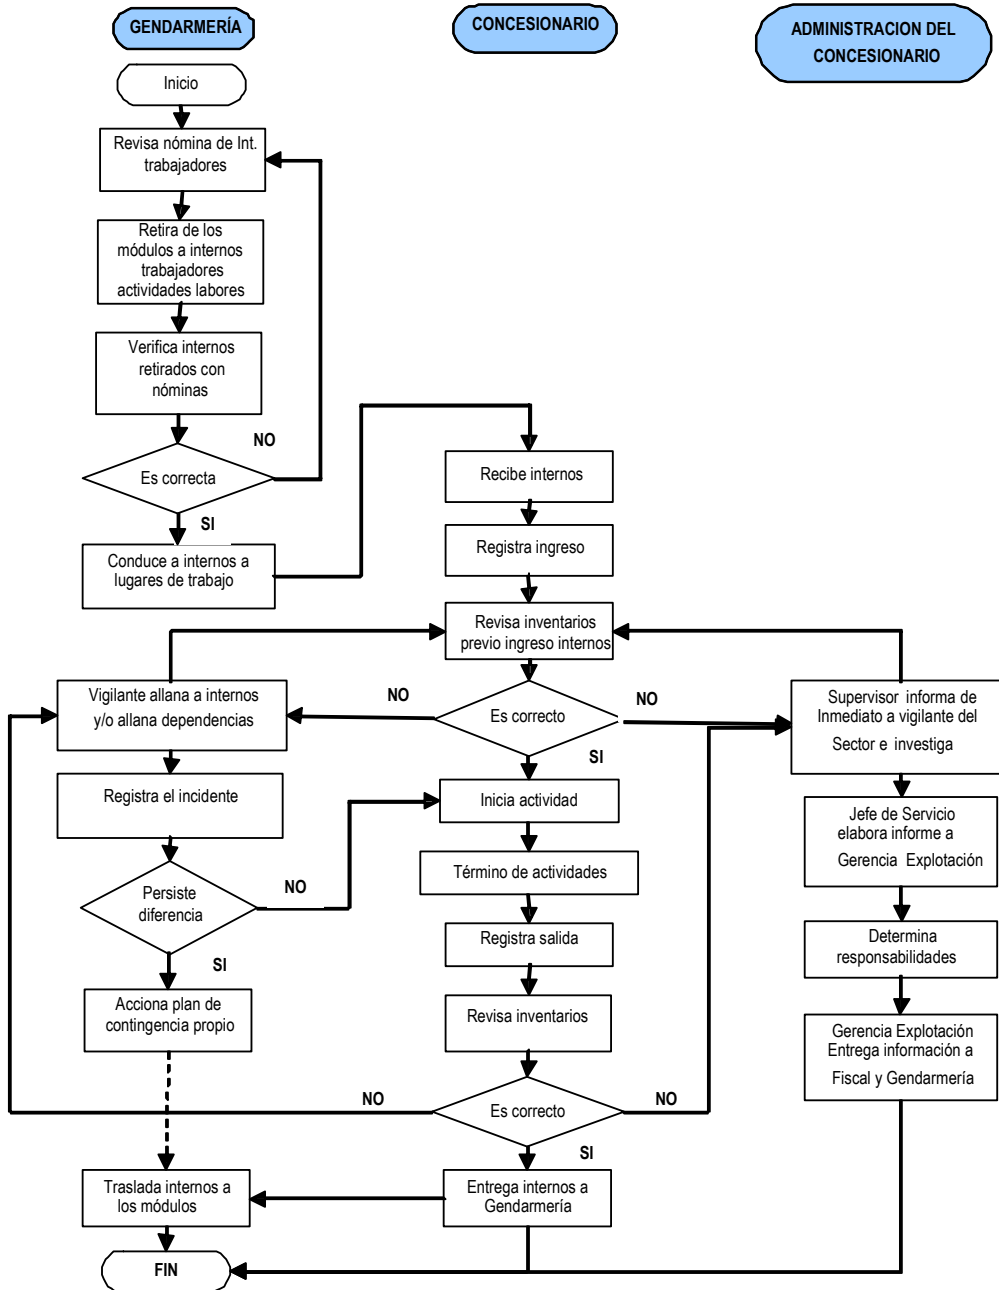 GENDARMERÍA
CONCESIONARIO
ADMINISTRACION DEL
CONCESIONARIO
Inicio
Revisa nómina de Int.
trabajadores
Retira de los
módulos a internos
trabajadores
actividades labores
Verifica internos
retirados con
nóminas
NO
Es correcta
SI
Conduce a internos a
lugares de trabajo
Recibe internos
Registra ingreso
Revisa inventarios
previo ingreso internos
Vigilante allana a internos
y/o allana dependencias
NO
Es correcto
NO
SI
Supervisor informa de
Inmediato a vigilante del
Sector e investiga
Registra el incidente
Inicia actividad
Jefe de Servicio
elabora informe a
Gerencia Explotación
Persiste
diferencia
NO
SI
Término de actividades
Registra salida
Determina
responsabilidades
Acciona plan de
contingencia propio
Revisa inventarios
Gerencia Explotación
Entrega información a
Fiscal y Gendarmería
NO
Es correcto
NO
SI
Traslada internos a
los módulos
Entrega internos a
Gendarmería
FIN